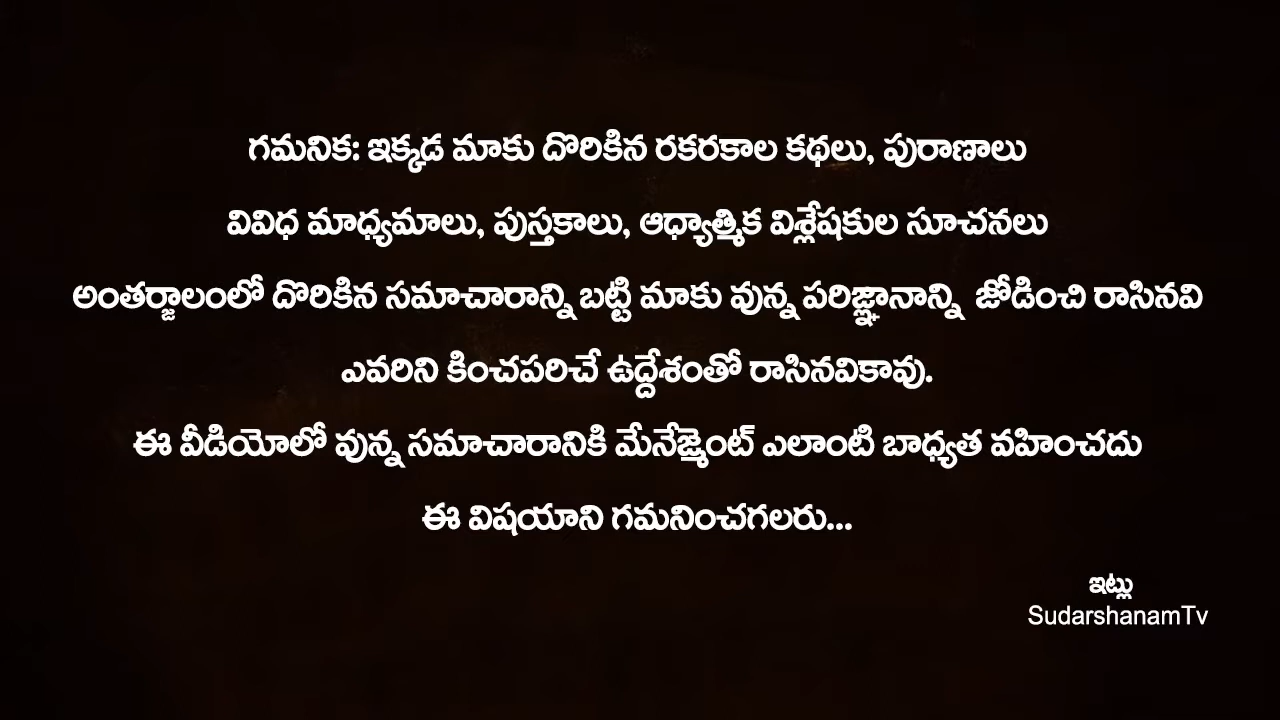 గమనిక: ఇక్కడ మాకు దొరికిన రకరకాల కథలు, పురాణాలు
వివిధ మాధ్యమాలు, పుస్తకాలు, ఆధ్యాత్మిక విశ్లేషకుల సూచనలు
అంతర్జాలంలో దొరికిన సమాచారాన్ని బట్టి మాకు వున్న పరిజ్ఞానాన్ని జోడించి రాసినవి
ఎవరిని కించపరిచే ఉద్దేశంతో రాసినవికావు.
ఈ వీడియోలో వున్న సమాచారానికి మేనేజ్మెంట్ ఎలాంటి బాధ్యత వహించదు
ఈ విషయాని గమనించగలరు...
ఇట్లు
SudarshanamTv